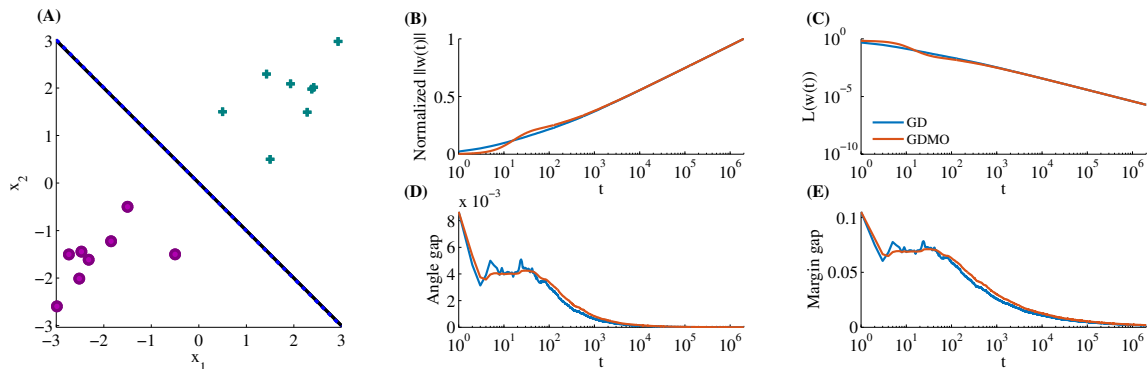 (A)
3
2
1
0
−1
−2
−3
−3 −2 −1 0 1 2 3
x1
x2
(B)
1
0.5
0
10^0 10^1 10^2 10^3 10^4 10^5 10^6
t
Normalized ||w(t)||
(C)
10^0
10^−5
10^−10
10^0 10^1 10^2 10^3 10^4 10^5 10^6
t
L(w(t))
GD
GDMO
(D)
x 10^−3
8
6
4
2
0
10^0 10^1 10^2 10^3 10^4 10^5 10^6
t
Angle gap
(E)
0.1
0.05
0
10^0 10^1 10^2 10^3 10^4 10^5 10^6
t
Margin gap